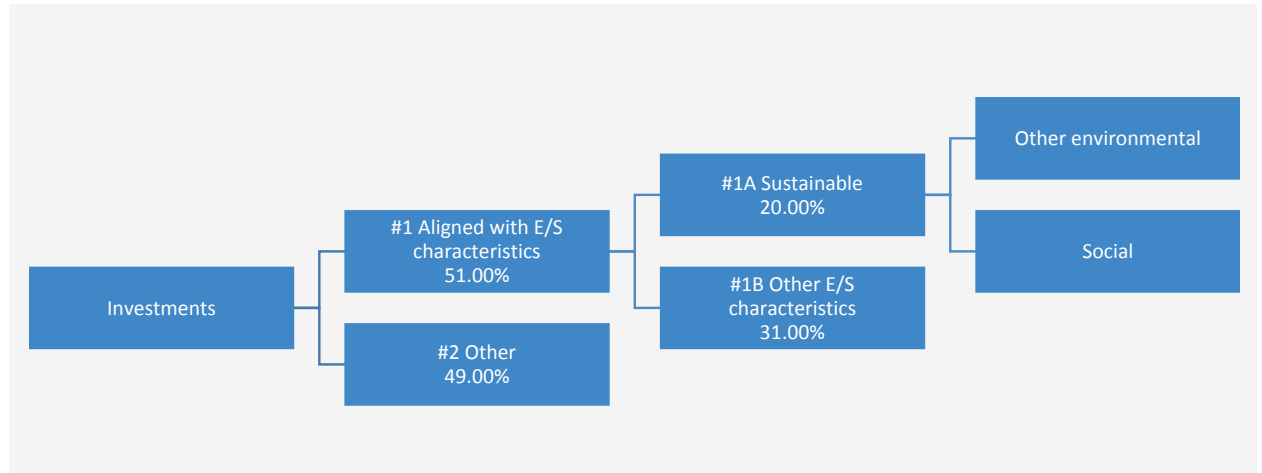 Investments
#1 Aligned with E/S
characteristics
51.00%
#2 Other
49.00%
#1A Sustainable
20.00%
#1B Other E/S
characteristics
31.00%
Other environmental
Social